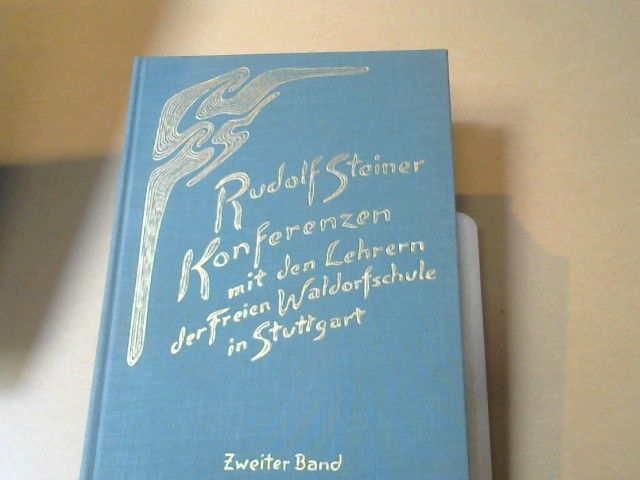 Rudolf Steiner
Konferenzen
mit den Lehrern
der Freien Waldorfschule
in Stuttgart
Zweiter Band